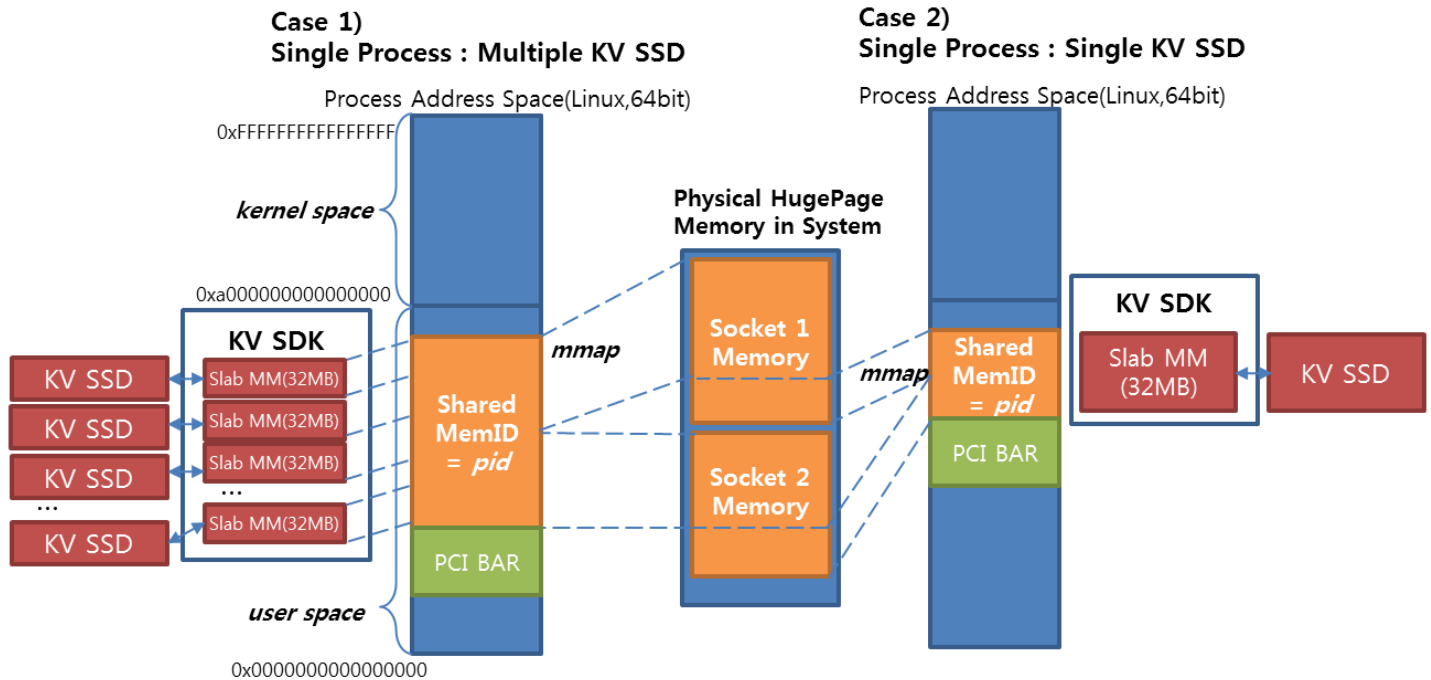 Case 1)
Single Process : Multiple KV SSD
Process Address Space(Linux,64bit)
0xFFFFFFFFFFFFFFFF
kernel space
0xa000000000000000
KV SDK
KV SSD
KV SSD
KV SSD
...
KV SSD
Slab MM(32MB)
Slab MM(32MB)
Slab MM(32MB)
...
Slab MM(32MB)
Shared
MemID
= pid
PCI BAR
mmap
user space
0x0000000000000000
Physical HugePage
Memory in System
Socket 1
Memory
Socket 2
Memory
Case 2)
Single Process : Single KV SSD
Process Address Space(Linux,64bit)
mmap
Shared
MemID
= pid
PCI BAR
KV SDK
Slab MM
(32MB)
KV SSD